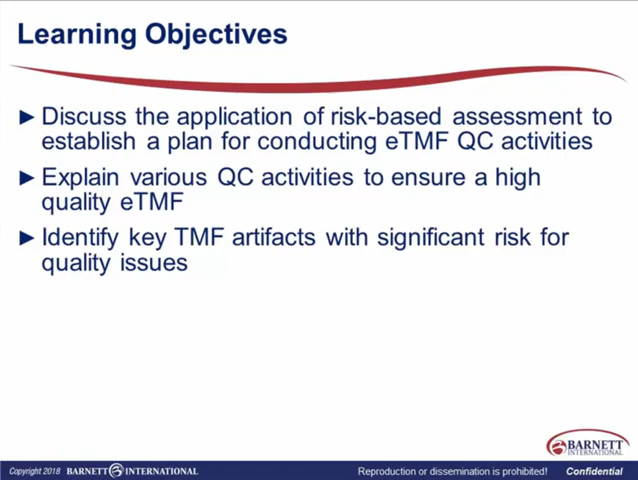 Learning Objectives
► Discuss the application of risk-based assessment to
establish a plan for conducting eTMF QC activities
► Explain various QC activities to ensure a high
quality eTMF
► Identify key TMF artifacts with significant risk for
quality issues
BARNETT
INTERNATIONAL
Copyright 2018 BARNETT INTERNATIONAL Reproduction or dissemination is prohibited! Confidential